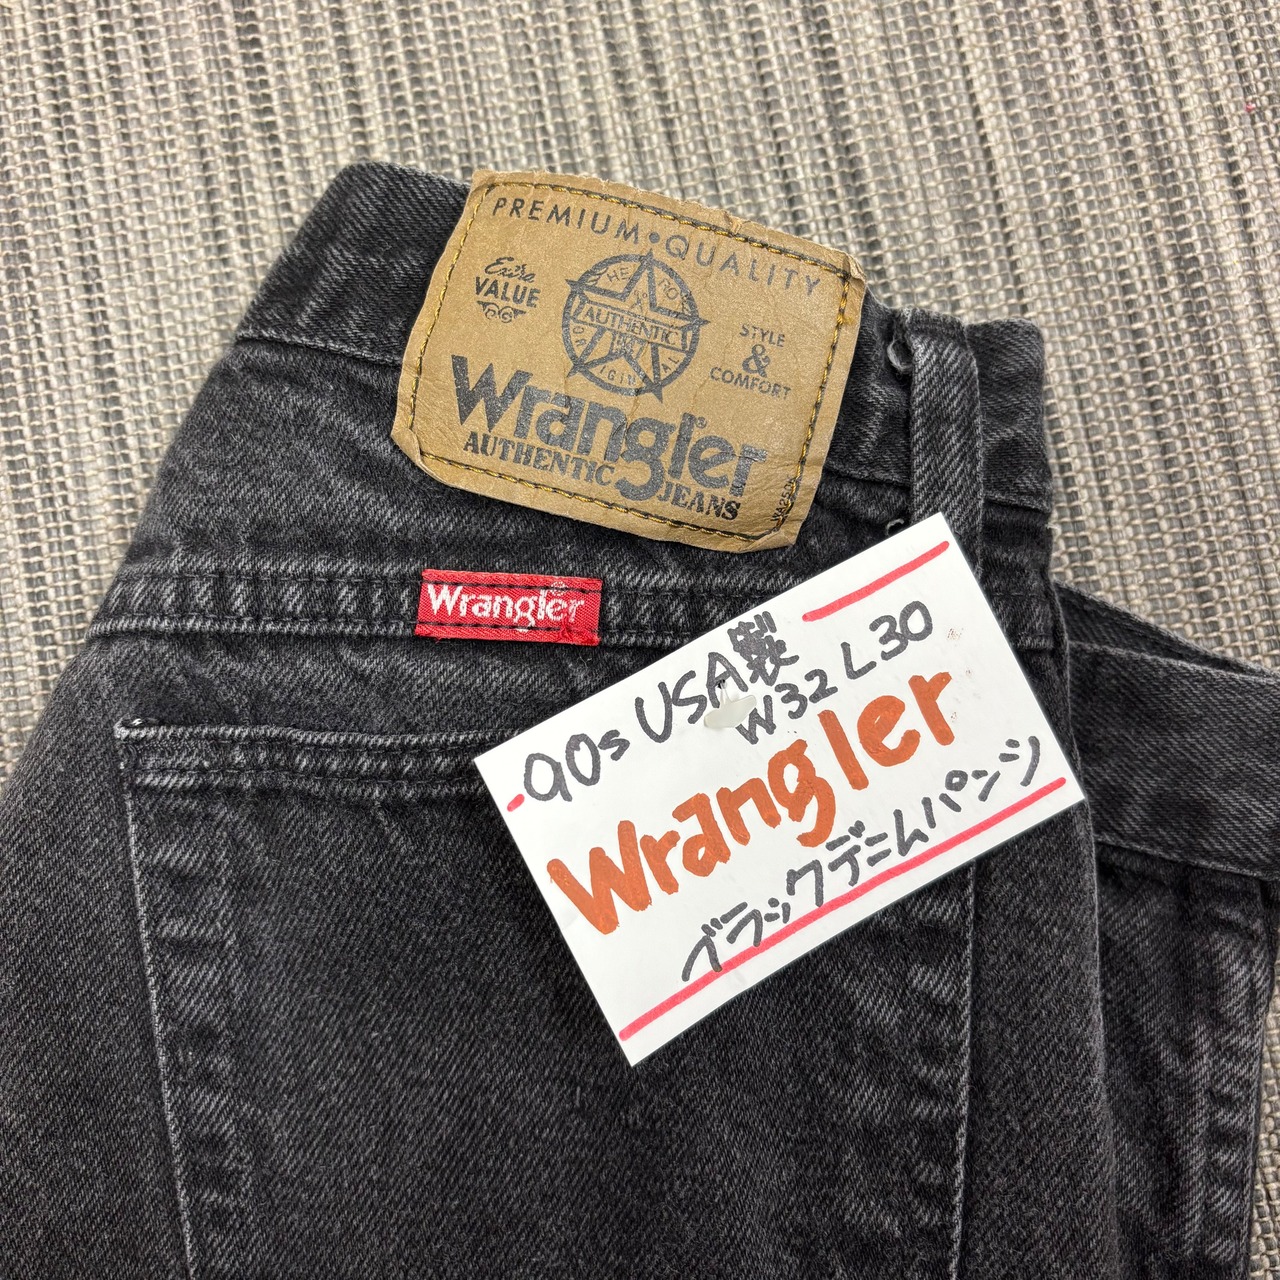 PREMIUM•QUALITY
Extra
VALUE
THE
AUTHENTIC
STYLE
&
COMFORT
Wrangler
AUTHENTIC
JEANS
Wrangler
90s USA製
W32 L30
Wrangler
ブラックデニムパンツ